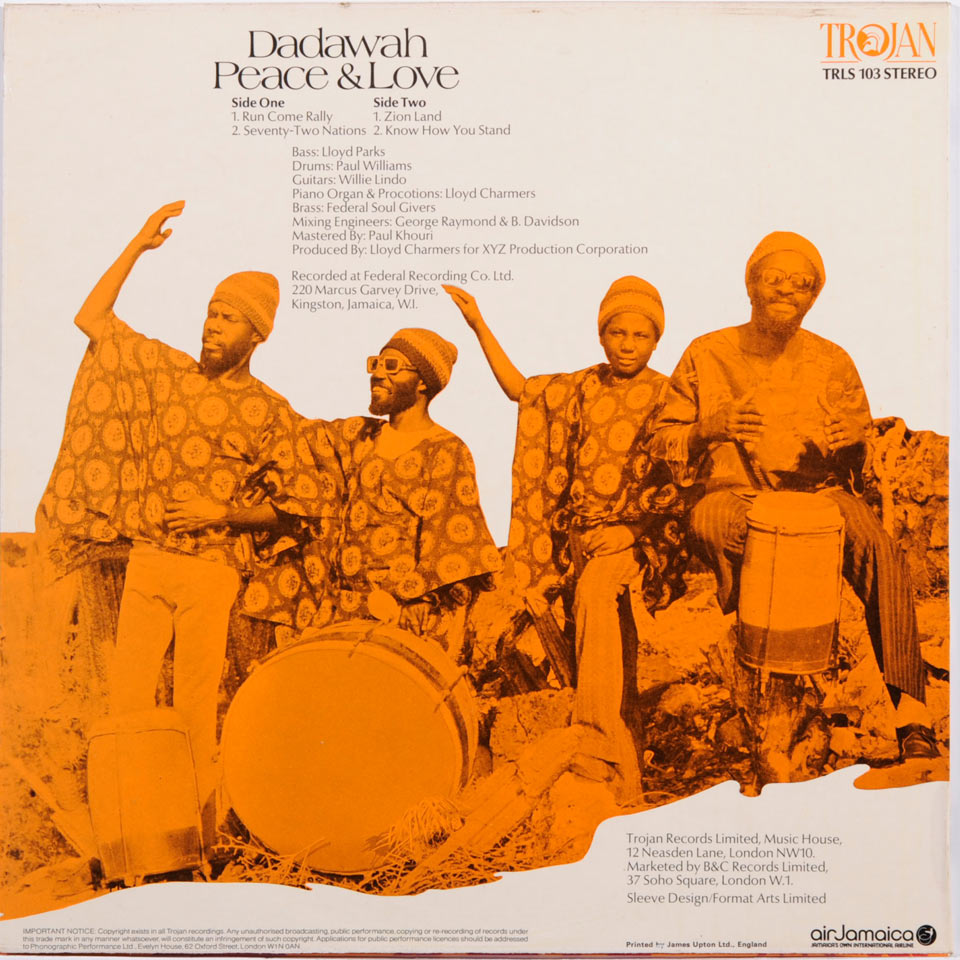 Dadawah
Peace & Love
TROJAN
TRLS 103 STEREO
Side One
1. Run Come Rally
2. Seventy-Two Nations
Side Two
1. Zion Land
2. Know How You Stand
Bass: Lloyd Parks
Drums: Paul Williams
Guitars: Willie Lindo
Piano Organ & Procotions: Lloyd Charmers
Brass: Federal Soul Givers
Mixing Engineers: George Raymond & B. Davidson
Mastered By: Paul Khouri
Produced By: Lloyd Charmers for XYZ Production Corporation
Recorded at Federal Recording Co. Ltd.
220 Marcus Garvey Drive,
Kingston, Jamaica, W.I.
Trojan Records Limited, Music House,
12 Neasden Lane, London NW10.
Marketed by B&C Records Limited,
37 Soho Square, London W.1.
Sleeve Design/Format Arts Limited
IMPORTANT NOTICE: Copyright exists in all Trojan recordings. Any unauthorised broadcasting, public performance, copying or re-recording of records under
this trade mark in any manner whatsoever, will constitute an infringement of such copyright. Applications for public performance licences should be addressed
to Phonographic Performance Ltd., Evelyn House, 62 Oxford Street, London W1N 0AN.
Printed by James Upton Ltd., England
airJamaica
JAMAICA'S OWN INTERNATIONAL AIRLINE